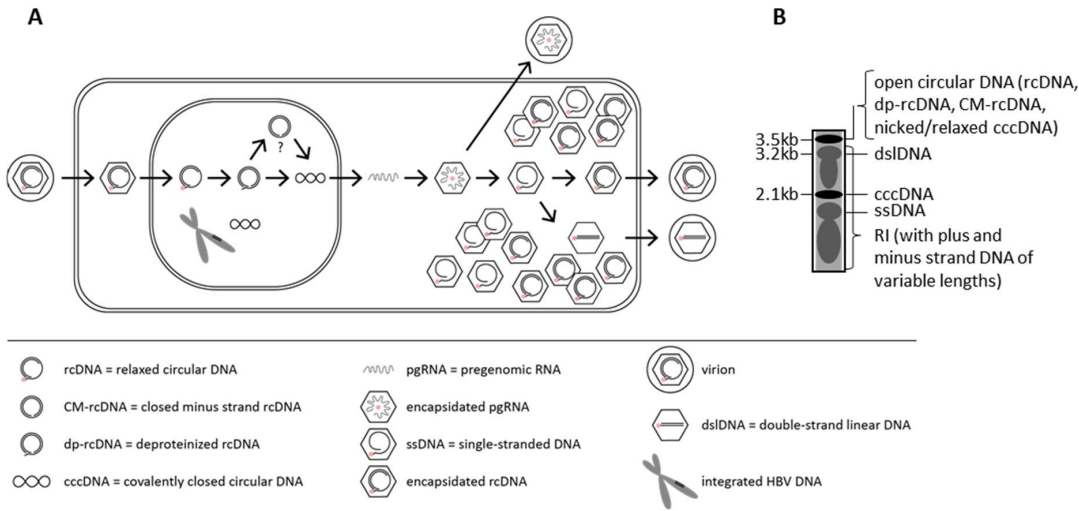 A
B
?
open circular DNA (rcDNA,
dp-rcDNA, CM-rcDNA,
nicked/relaxed cccDNA)
3.5kb
3.2kb
dslDNA
2.1kb
cccDNA
ssDNA
RI (with plus and
minus strand DNA of
variable lengths)
rcDNA = relaxed circular DNA
CM-rcDNA = closed minus strand rcDNA
dp-rcDNA = deproteinized rcDNA
cccDNA = covalently closed circular DNA
pgRNA = pregenomic RNA
encapsidated pgRNA
ssDNA = single-stranded DNA
encapsidated rcDNA
virion
dslDNA = double-strand linear DNA
integrated HBV DNA